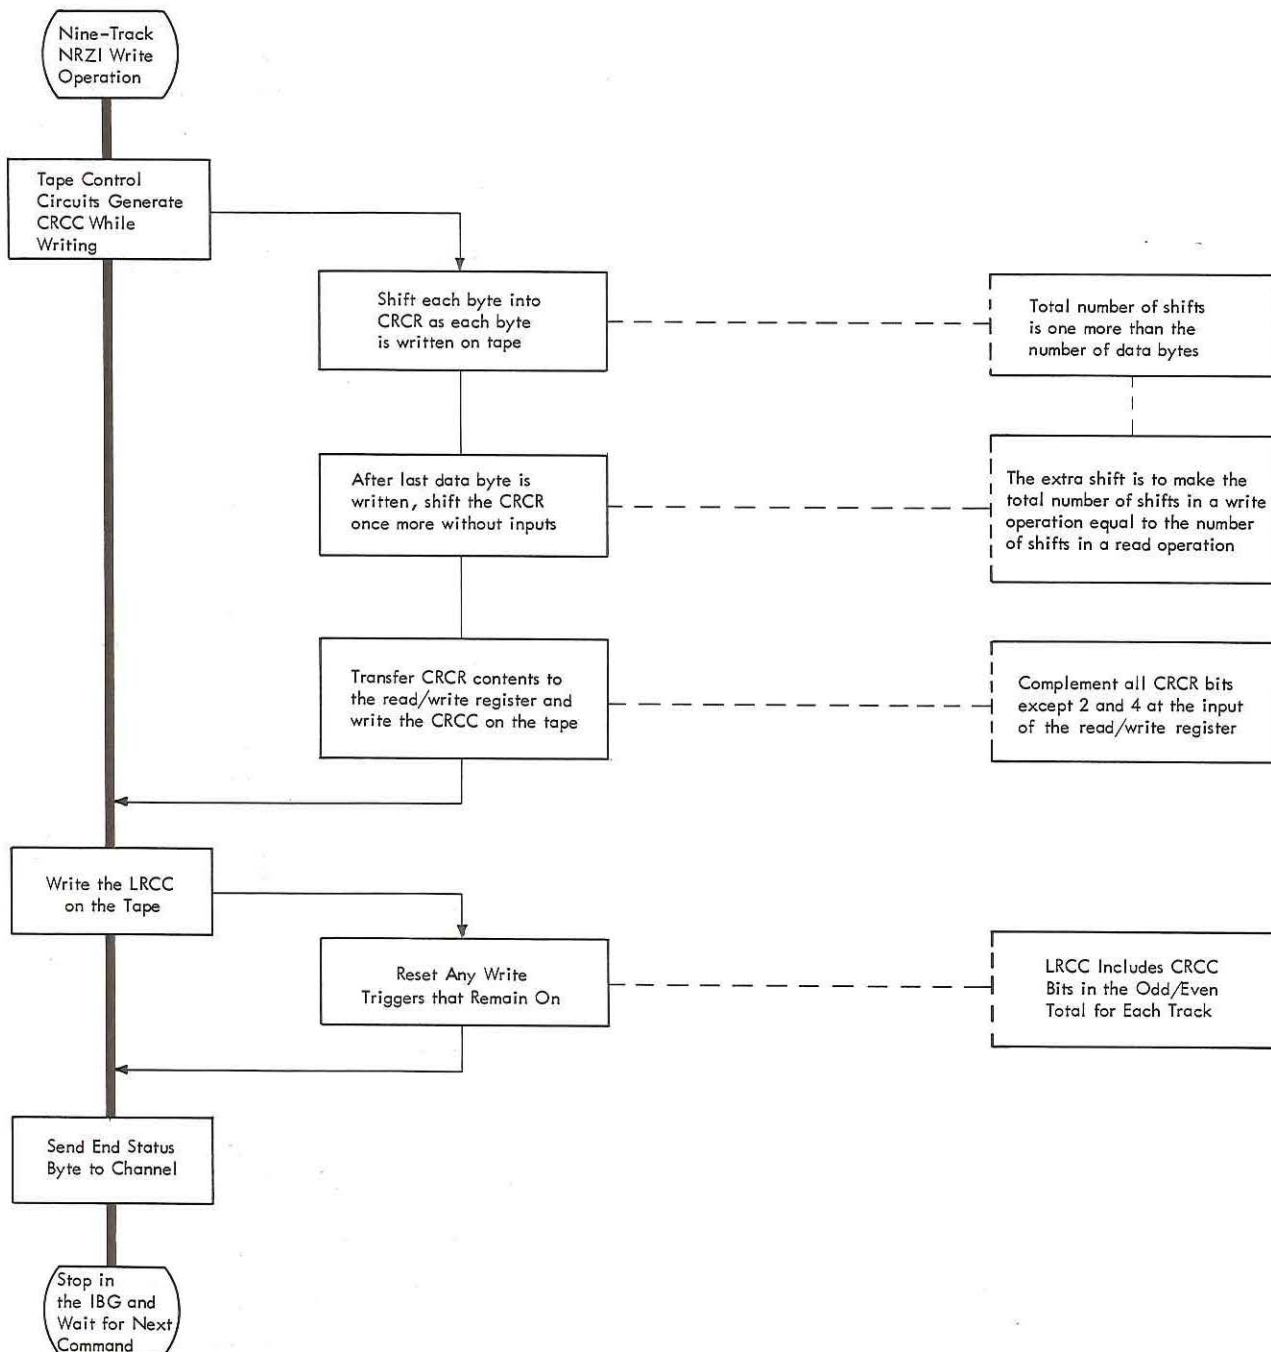 Nine-Track
NRZI Write
Operation
Tape Control
Circuits Generate
CRCC While
Writing
Shift each byte into
CRCR as each byte
is written on tape
Total number of shifts
is one more than the
number of data bytes
After last data byte is
written, shift the CRCR
once more without inputs
The extra shift is to make the
total number of shifts in a write
operation equal to the number
of shifts in a read operation
Transfer CRCR contents to
the read/write register and
write the CRCC on the tape
Complement all CRCR bits
except 2 and 4 at the input
of the read/write register
Write the LRCC
on the Tape
Reset Any Write
Triggers that Remain On
LRCC Includes CRCC
Bits in the Odd/Even
Total for Each Track
Send End Status
Byte to Channel
Stop in
the IBG and
Wait for Next
Command